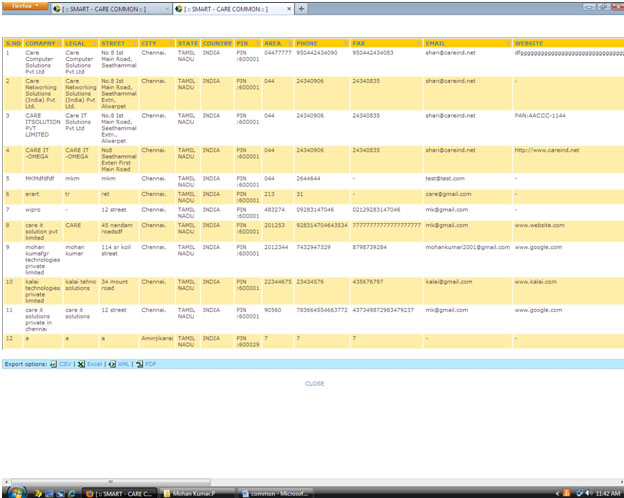 firefox
[ :: SMART - CARE COMMON :: ] [ :: SMART - CARE COMMON :: ]
S.NO COMAPNY LEGAL STREET CITY STATE COUNTRY PIN AREA PHONE FAX EMAIL WEBSITE
1 Care Computer Solutions Pvt Ltd Care Computer Solutions Pvt Ltd No 8 Ist Main Road, Seethammal Chennai. TAMIL NADU INDIA PIN :600001 04477777 950442434090 950442434083 shari@careind.net
2 Care Networking Solutions (India) Pvt Ltd. Care Networking Solutions (India) Pvt Ltd. No.8 Ist Main Road, Seethammal Extn, Alwarpet Chennai. TAMIL NADU INDIA PIN :600001 044 24340906 24340835 shari@careind.net -
3 CARE ITSOLUTION PVT LIMITED Care IT Solutions Pvt Ltd No.8 Ist Main Road, Seethammal Extn., Alwarpet Chennai. TAMIL NADU INDIA PIN :600001 044 24340906 24340835 shari@careind.net PAN:AACCC-1144
4 CARE IT -OMEGA CARE IT -OMEGA No8 Seethammal Exten First Main Road Chennai. TAMIL NADU INDIA PIN :600001 044 24340906 24340835 shari@careind.net http://www.careind.net
5 MKMdfdfdf mkm mkm Chennai. TAMIL NADU INDIA PIN :600001 044 2644644 - test@test.com -
6 erart tr ret Chennai. TAMIL NADU INDIA PIN :600001 213 31 - care@gmail.com -
7 wipro - 12 street Chennai. TAMIL NADU INDIA PIN :600001 483274 09283147046 02129283147046 mk@gmail.com -
8 care it solution pvt limited CARE 45 nandam roadsdf Chennai. TAMIL NADU INDIA PIN :600001 201253 928314704643534 mk@gmail.com www.website.com
9 mohan kumafgr technologies private limited mohan kumar 114 sr koil street Chennai. TAMIL NADU INDIA PIN :600001 2012344 7432947329 8798739284 mohankumar2001@gmail.com www.google.com
10 kalai technologies private limited kalai tehno solutions 34 mount road Chennai. TAMIL NADU INDIA PIN :600001 22344675 23434576 435676797 kalai@gmail.com www.kalai.com
11 care it solutions private in chennai care it solutions 12 street Chennai. TAMIL NADU INDIA PIN :600001 90560 783664554663772 437349872983479237 mk@gmail.com www.google.com
12 a a a Aminjikarai TAMIL NADU INDIA PIN :600029 7 7 7 - -
Export options: CSV | Excel | XML | PDF
CLOSE
[ :: SMART - CARE C... Mohan Kumar.P common - Microsof... 11:42 AM